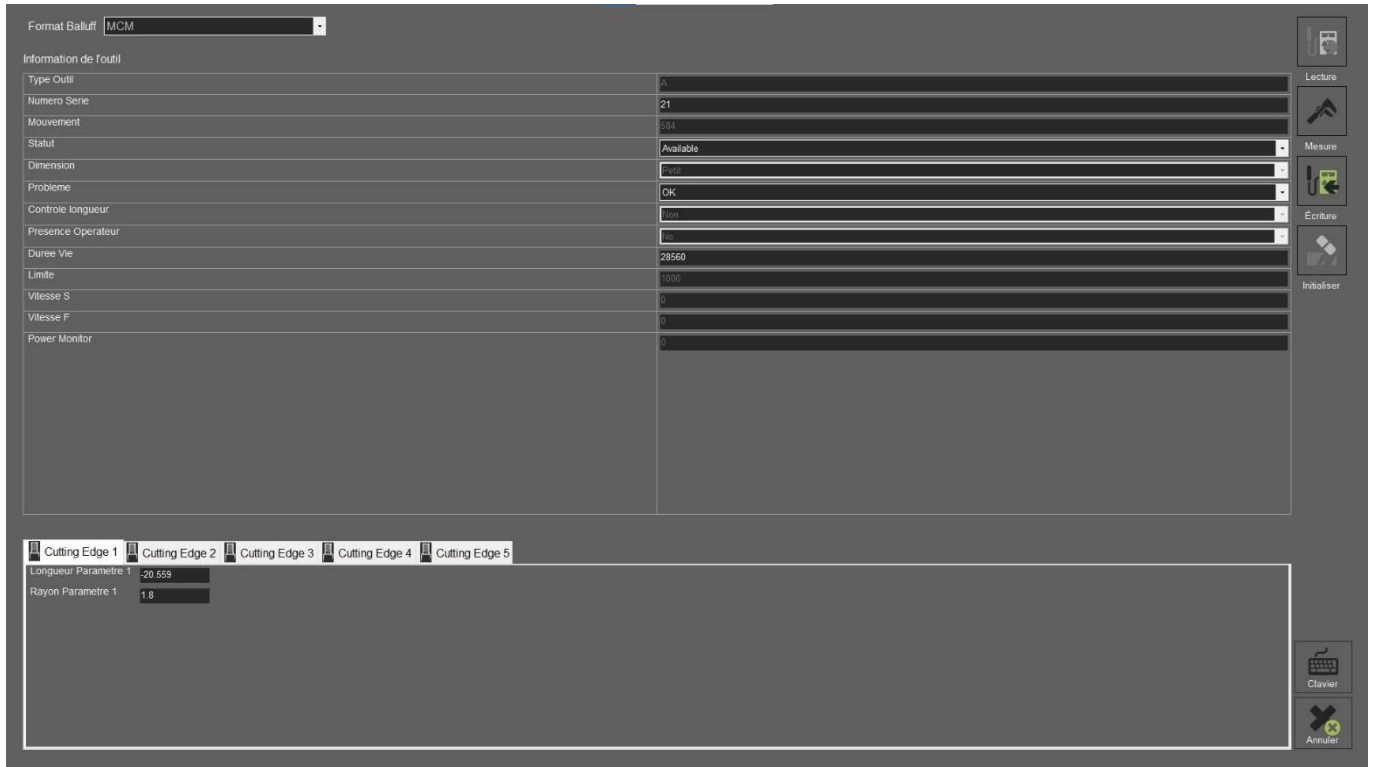 Format Balluff MCM
Information de l'outil
Lecture
Type Outil A
Numero Serie 21
Mouvement 584
Statut Available
Mesure
Dimension Petit
Probleme OK
Controle longueur Non
Écriture
Presence Operateur No
Duree Vie 28560
Limite 1000
Initialiser
Vitesse S 0
Vitesse F 0
Power Monitor 0
Cutting Edge 1 Cutting Edge 2 Cutting Edge 3 Cutting Edge 4 Cutting Edge 5
Longueur Parametre 1 -20.559
Rayon Parametre 1 1.8
Clavier
Annuler